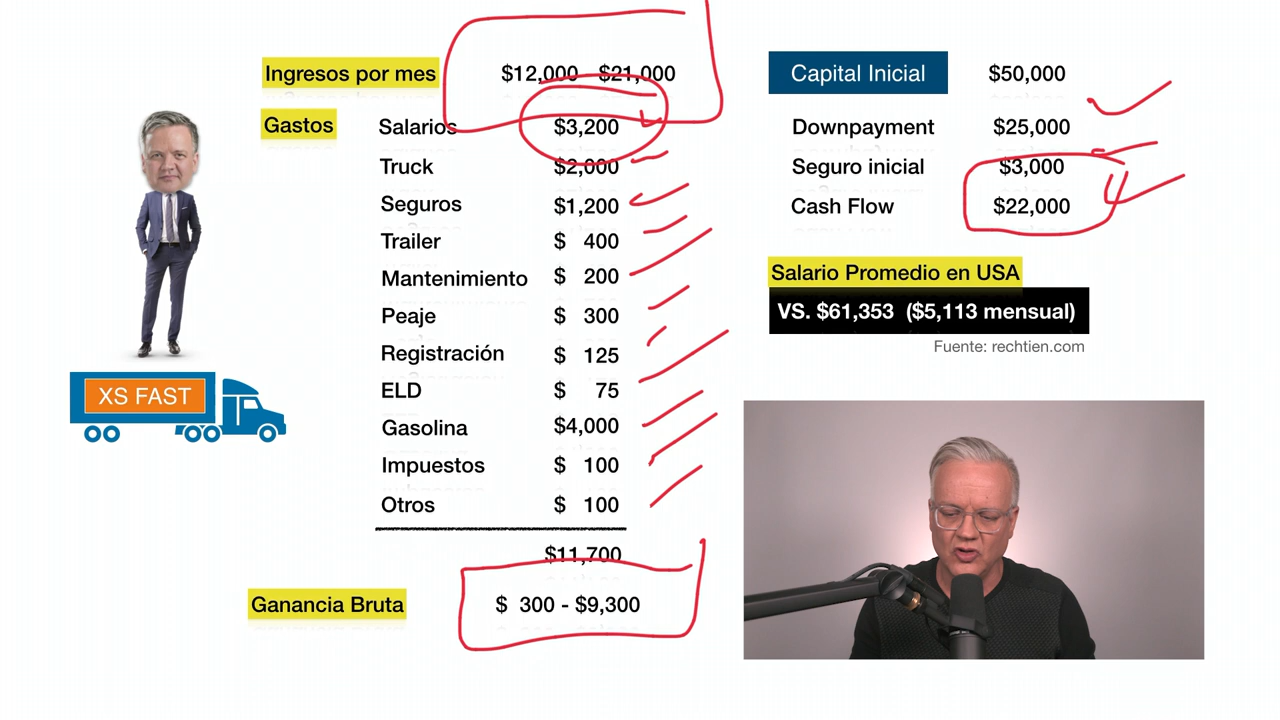 Ingresos por mes $12,000 - $21,000
Gastos Salarios $3,200
Truck $2,000
Seguros $1,200
Trailer $ 400
Mantenimiento $ 200
Peaje $ 300
Registración $ 125
ELD $ 75
Gasolina $4,000
Impuestos $ 100
Otros $ 100
$11,700
Ganancia Bruta $ 300 - $9,300
XS FAST
Capital Inicial $50,000
Downpayment $25,000
Seguro inicial $3,000
Cash Flow $22,000
Salario Promedio en USA
VS. $61,353 ($5,113 mensual)
Fuente: rechtien.com